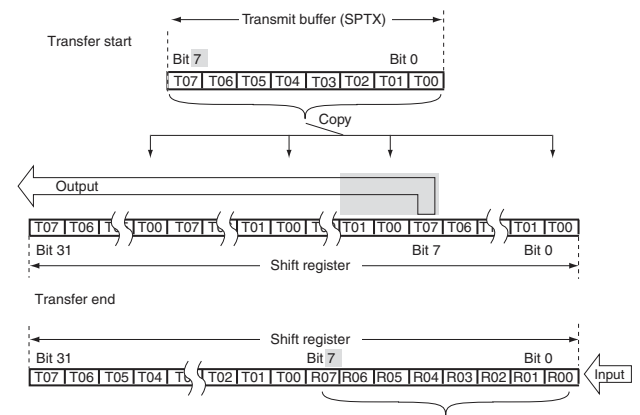 Transmit buffer (SPTX)
Transfer start
Bit 7 Bit 0
T07 T06 T05 T04 T03 T02 T01 T00
Copy
Output
T07 T06 T00 T07 T01 T00 T01 T00 T07 T06 T01 T00
Bit 31 Bit 7 Bit 0
Shift register
Transfer end
Shift register
Bit 31 Bit 7 Bit 0
T07 T06 T05 T04 T02 T01 T00 R07 R06 R05 R04 R03 R02 R01 R00
Input